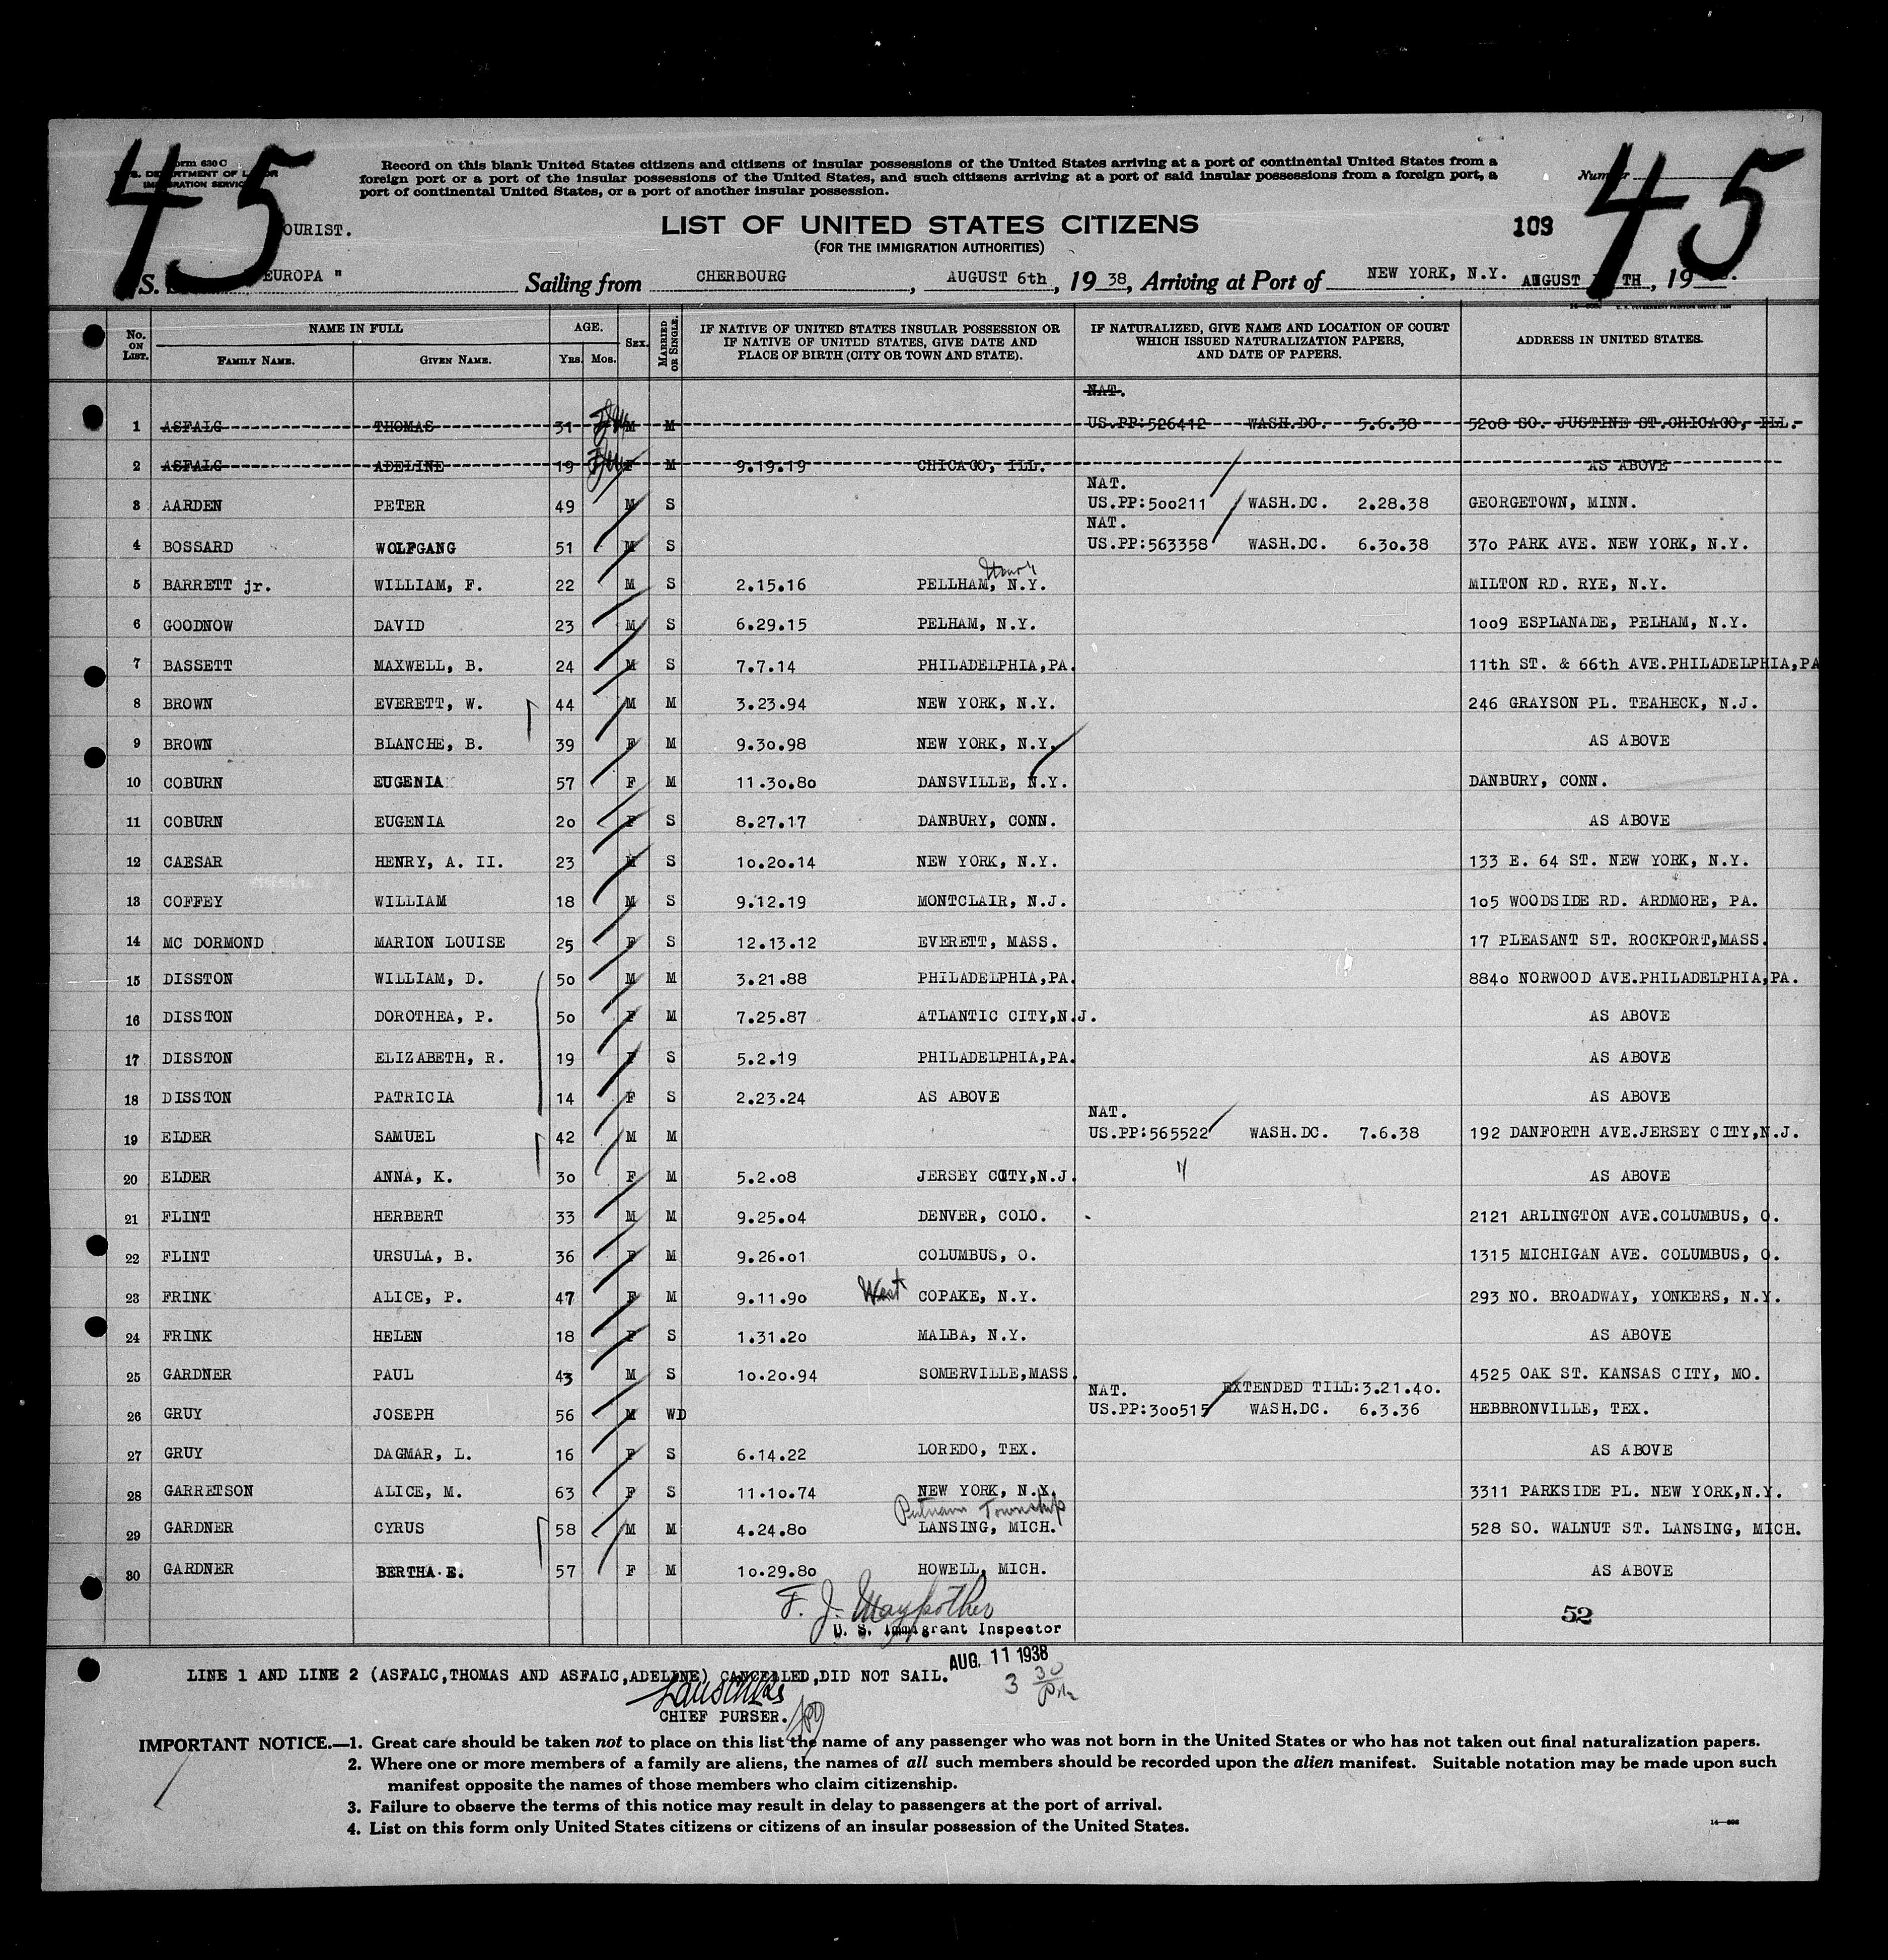 45 45
Form 630 C
U.S. DEPARTMENT OF LABOR
IMMIGRATION SERVICE
Record on this blank United States citizens and citizens of insular possessions of the United States arriving at a port of continental United States from a
foreign port or a port of the insular possessions of the United States, and such citizens arriving at a port of said insular possessions from a foreign port, a
port of continental United States, or a port of another insular possession.
Number
OURIST.
LIST OF UNITED STATES CITIZENS
103
(FOR THE IMMIGRATION AUTHORITIES)
S. EUROPA " Sailing from CHERBOURG, AUGUST 6th, 19 38, Arriving at Port of NEW YORK, N.Y. AUGUST TH, 19
No. ON LIST. NAME IN FULL FAMILY NAME. GIVEN NAME. AGE. Yrs. Mos. SEX. MARRIED OR SINGLE. IF NATIVE OF UNITED STATES INSULAR POSSESSION OR IF NATIVE OF UNITED STATES, GIVE DATE AND PLACE OF BIRTH (CITY OR TOWN AND STATE). IF NATURALIZED, GIVE NAME AND LOCATION OF COURT WHICH ISSUED NATURALIZATION PAPERS, AND DATE OF PAPERS. ADDRESS IN UNITED STATES.
NAT.
1 ASFALG THOMAS 31 M M US.PP:526412 WASH.DC. 5.6.38 5208 SO. JUSTINE ST.CHICAGO, ILL.
2 ASFALG ADELINE 19 F M 9.19.19 CHICAGO, ILL. AS ABOVE
NAT.
3 AARDEN PETER 49 M S US.PP:500211 WASH.DC. 2.28.38 GEORGETOWN, MINN.
NAT.
4 BOSSARD WOLFGANG 51 M S US.PP:563358 WASH.DC. 6.30.38 370 PARK AVE. NEW YORK, N.Y.
5 BARRETT jr. WILLIAM, F. 22 M S 2.15.16 PELLHAM, N.Y. MILTON RD. RYE, N.Y.
6 GOODNOW DAVID 23 M S 6.29.15 PELHAM, N.Y. 1009 ESPLANADE, PELHAM, N.Y.
7 BASSETT MAXWELL, B. 24 M S 7.7.14 PHILADELPHIA,PA. 11th ST. & 66th AVE.PHILADELPHIA,PA
8 BROWN EVERETT, W. 44 M M 3.23.94 NEW YORK, N.Y. 246 GRAYSON PL. TEAHECK, N.J.
9 BROWN BLANCHE, B. 39 F M 9.30.98 NEW YORK, N.Y. AS ABOVE
10 COBURN EUGENIA 57 F M 11.30.80 DANSVILLE, N.Y. DANBURY, CONN.
11 COBURN EUGENIA 20 F S 8.27.17 DANBURY, CONN. AS ABOVE
12 CAESAR HENRY, A. II. 23 M S 10.20.14 NEW YORK, N.Y. 133 E. 64 ST. NEW YORK, N.Y.
13 COFFEY WILLIAM 18 M S 9.12.19 MONTCLAIR, N.J. 105 WOODSIDE RD. ARDMORE, PA.
14 MC DORMOND MARION LOUISE 25 F S 12.13.12 EVERETT, MASS. 17 PLEASANT ST. ROCKPORT,MASS.
15 DISSTON WILLIAM, D. 50 M M 3.21.88 PHILADELPHIA,PA. 8840 NORWOOD AVE.PHILADELPHIA,PA.
16 DISSTON DOROTHEA, P. 50 F M 7.25.87 ATLANTIC CITY,N.J. AS ABOVE
17 DISSTON ELIZABETH, R. 19 F S 5.2.19 PHILADELPHIA,PA. AS ABOVE
18 DISSTON PATRICIA 14 F S 2.23.24 AS ABOVE AS ABOVE
NAT.
19 ELDER SAMUEL 42 M M US.PP:565522 WASH.DC. 7.6.38 192 DANFORTH AVE.JERSEY CITY,N.J.
20 ELDER ANNA, K. 30 F M 5.2.08 JERSEY CITY,N.J. AS ABOVE
21 FLINT HERBERT 33 M M 9.25.04 DENVER, COLO. 2121 ARLINGTON AVE.COLUMBUS, O.
22 FLINT URSULA, B. 36 F M 9.26.01 COLUMBUS, O. 1315 MICHIGAN AVE. COLUMBUS, O.
23 FRINK ALICE, P. 47 F M 9.11.90 West COPAKE, N.Y. 293 NO. BROADWAY, YONKERS, N.Y.
24 FRINK HELEN 18 F S 1.31.20 MALBA, N.Y. AS ABOVE
25 GARDNER PAUL 43 M S 10.20.94 SOMERVILLE,MASS. 4525 OAK ST. KANSAS CITY, MO.
NAT. EXTENDED TILL:3.21.40.
26 GRUY JOSEPH 56 M WD US.PP:300515 WASH.DC. 6.3.36 HEBBRONVILLE, TEX.
27 GRUY DAGMAR, L. 16 F S 6.14.22 LOREDO, TEX. AS ABOVE
28 GARRETSON ALICE, M. 63 F S 11.10.74 NEW YORK, N.Y. 3311 PARKSIDE PL. NEW YORK,N.Y.
Putnam Township
29 GARDNER CYRUS 58 M M 4.24.80 LANSING, MICH. 528 SO. WALNUT ST. LANSING, MICH.
30 GARDNER BERTHA E. 57 F M 10.29.80 HOWELL, MICH. AS ABOVE
F. J. Maypother
52
U. S. Immigrant Inspector
AUG. 11 1938
3 30 Pm
LINE 1 AND LINE 2 (ASFALC,THOMAS AND ASFALC,ADELINE) CANCELLED,DID NOT SAIL.
CHIEF PURSER.
IMPORTANT NOTICE.—1. Great care should be taken not to place on this list the name of any passenger who was not born in the United States or who has not taken out final naturalization papers.
2. Where one or more members of a family are aliens, the names of all such members should be recorded upon the alien manifest. Suitable notation may be made upon such
manifest opposite the names of those members who claim citizenship.
3. Failure to observe the terms of this notice may result in delay to passengers at the port of arrival.
4. List on this form only United States citizens or citizens of an insular possession of the United States.